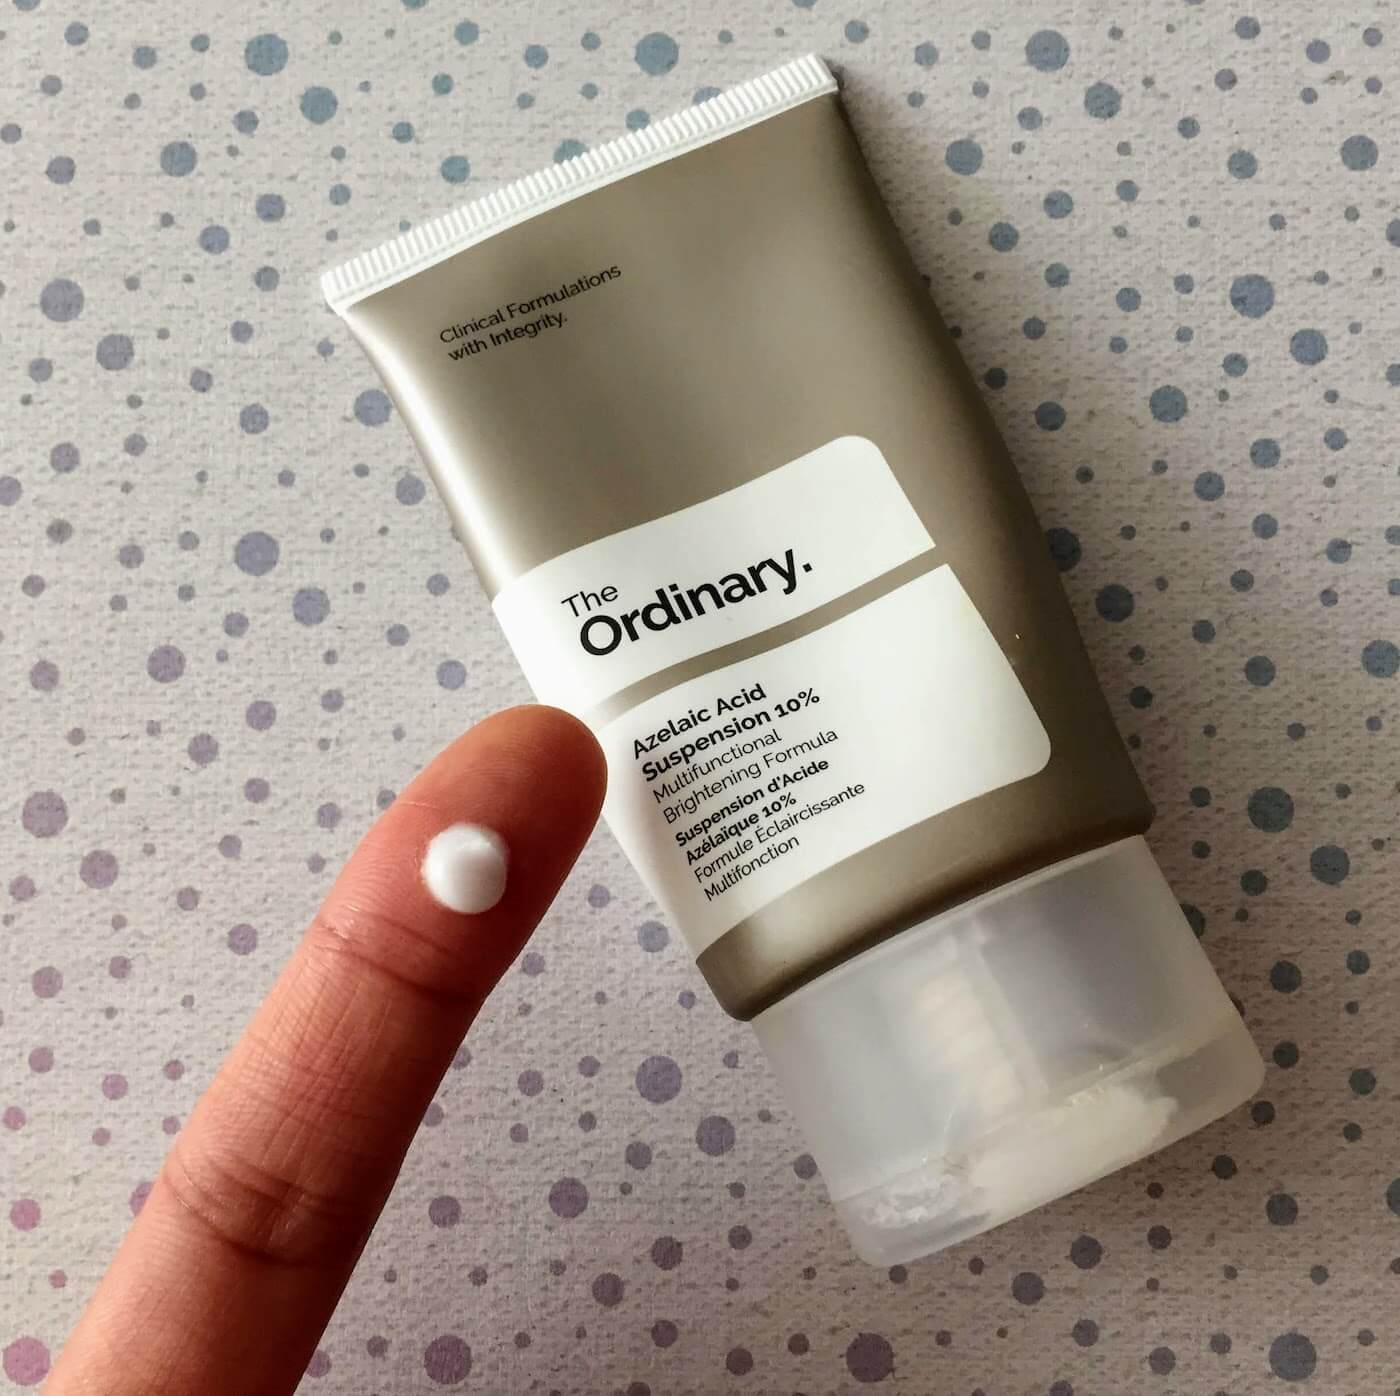 Clinical Formulations
with Integrity.
The
Ordinary.
Azelaic Acid
Suspension 10%
Multifunctional
Brightening Formula
Suspension d'Acide
Azélaïque 10%
Formule Éclaircissante
Multifonction